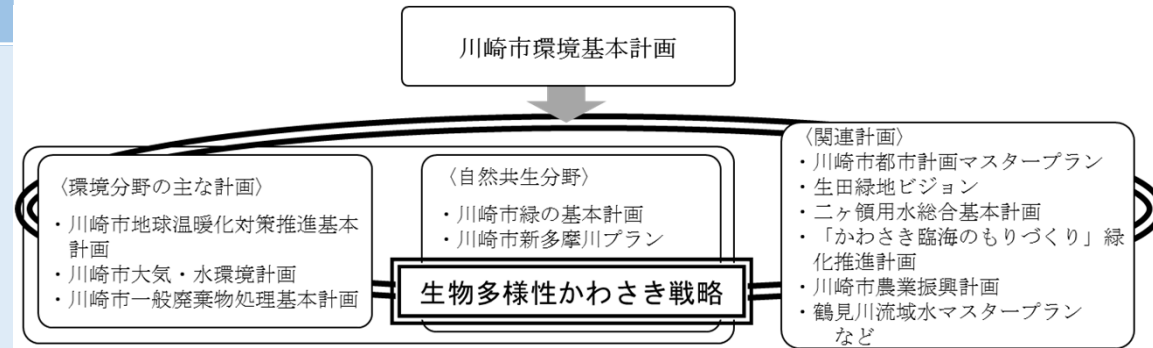 川崎市環境基本計画
〈環境分野の主な計画〉
・川崎市地球温暖化対策推進基本
計画
・川崎市大気・水環境計画
・川崎市一般廃棄物処理基本計画
〈自然共生分野〉
・川崎市緑の基本計画
・川崎市新多摩川プラン
生物多様性かわさき戦略
〈関連計画〉
・川崎市都市計画マスタープラン
・生田緑地ビジョン
・二ヶ領用水総合基本計画
・「かわさき臨海のもりづくり」緑
化推進計画
・川崎市農業振興計画
・鶴見川流域水マスタープラン
など